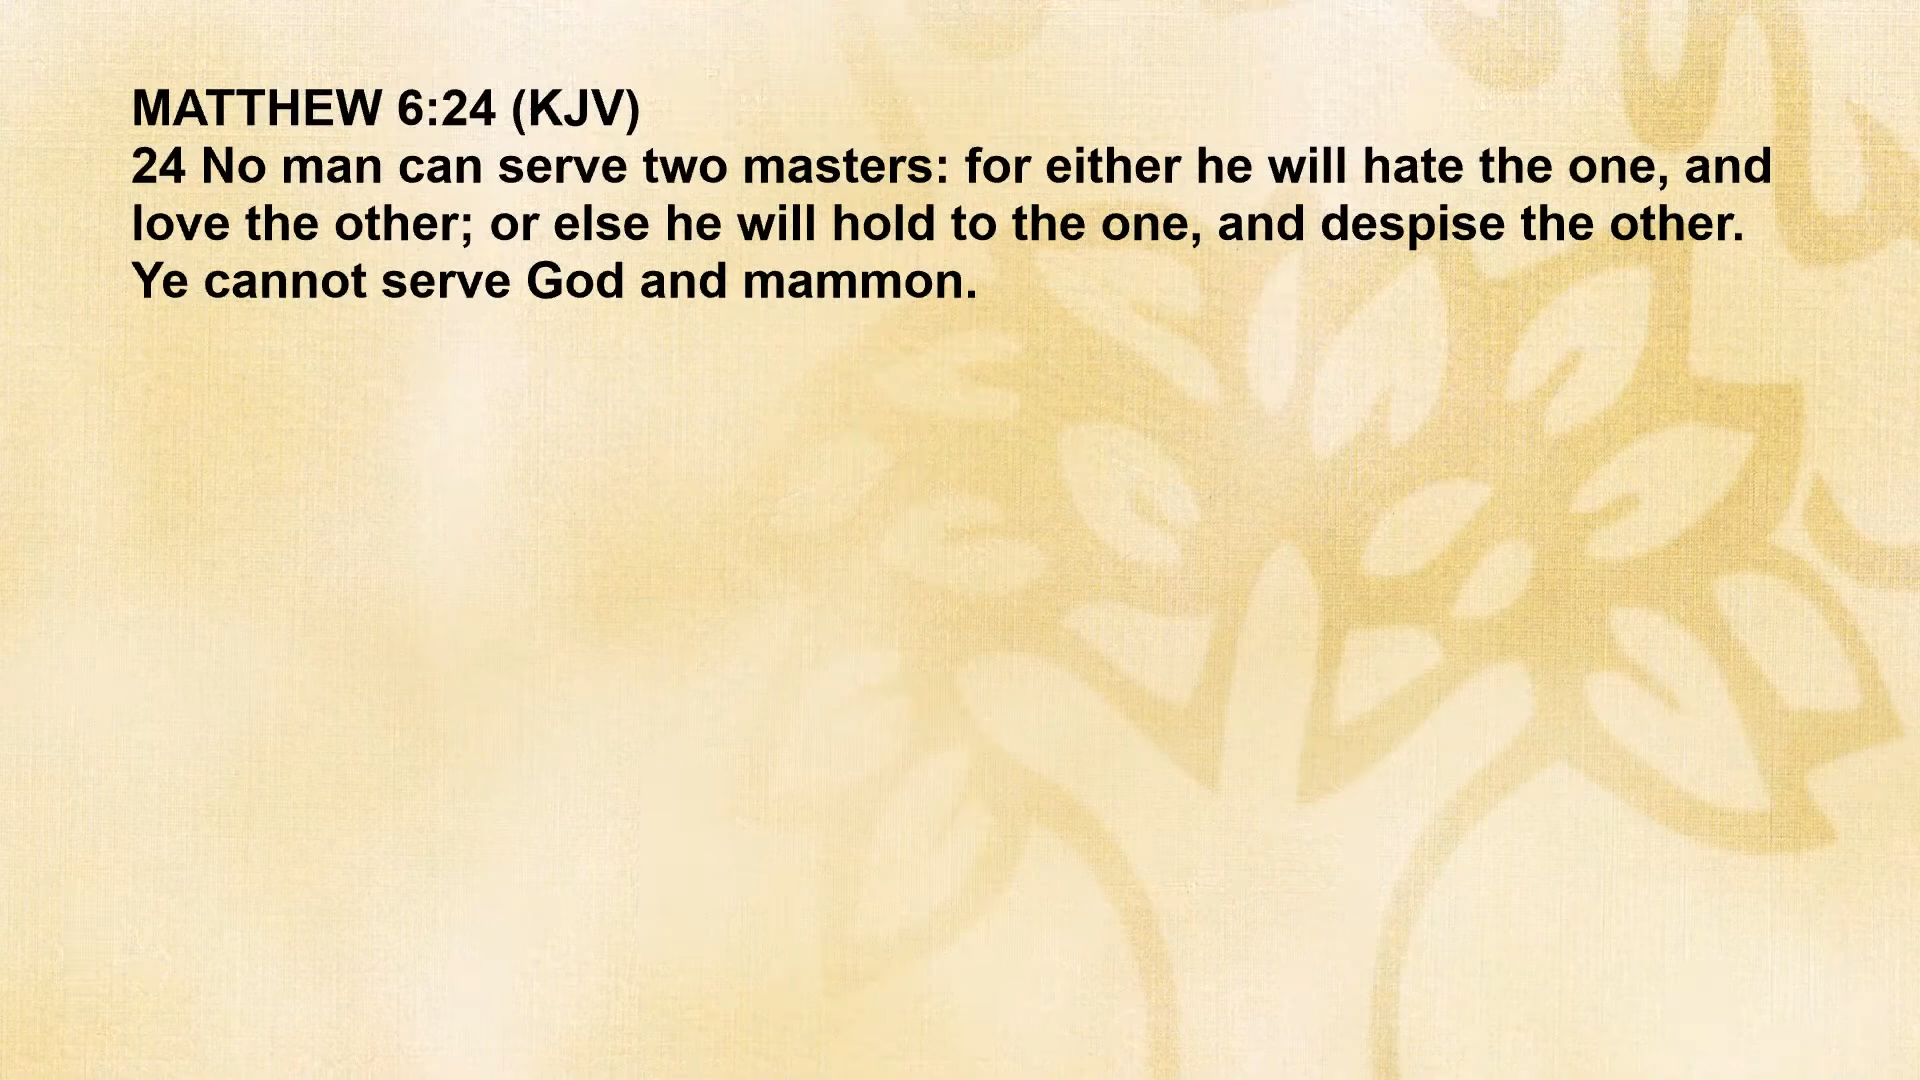 MATTHEW 6:24 (KJV)
24 No man can serve two masters: for either he will hate the one, and
love the other; or else he will hold to the one, and despise the other.
Ye cannot serve God and mammon.